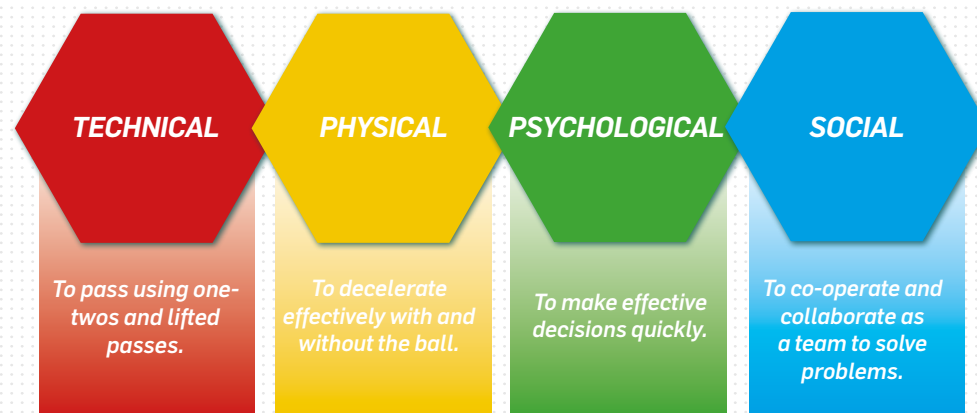 TECHNICAL
To pass using one-
twos and lifted
passes.
PHYSICAL
To decelerate
effectively with and
without the ball.
PSYCHOLOGICAL
To make effective
decisions quickly.
SOCIAL
To co-operate and
collaborate as
a team to solve
problems.